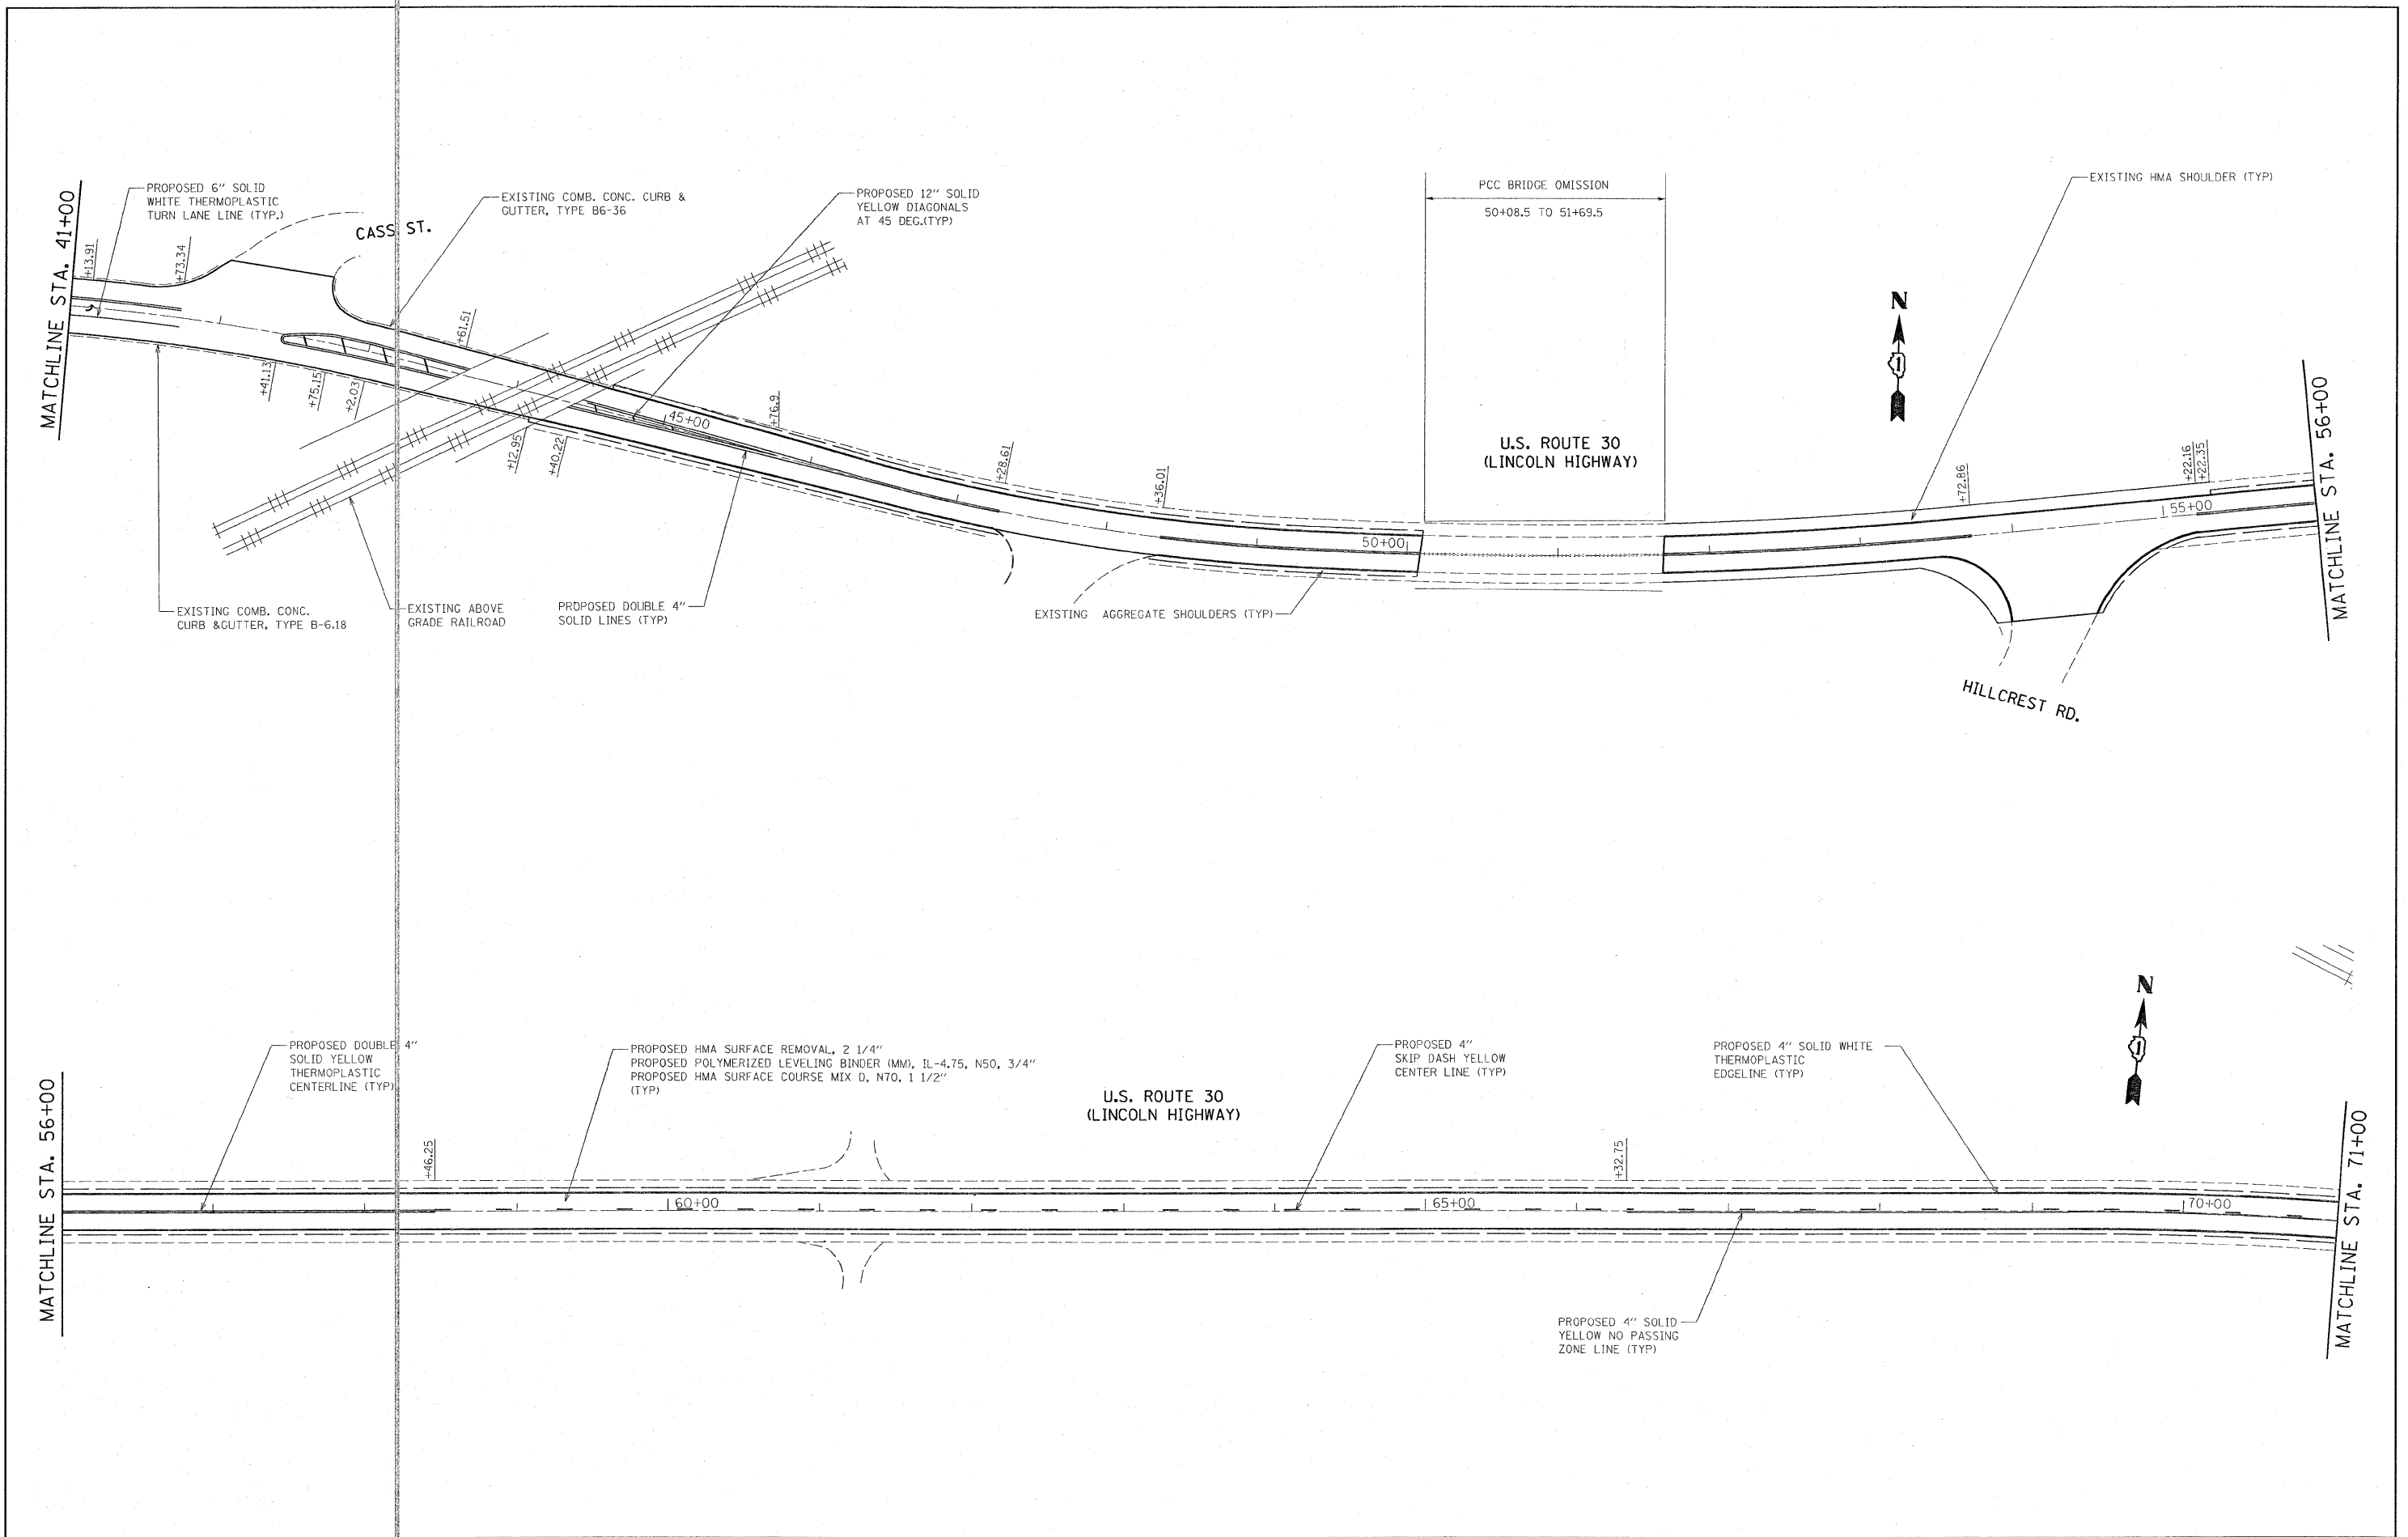 MATCHLINE STA. 41+00
PROPOSED 6" SOLID
WHITE THERMOPLASTIC
TURN LANE LINE (TYP.)
+13.91
+73.34
CASS ST.
EXISTING COMB. CONC. CURB &
GUTTER, TYPE B6-36
PROPOSED 12" SOLID
YELLOW DIAGONALS
AT 45 DEG.(TYP)
+61.51
+41.13
+75.15
+2.03
+12.95
+40.22
45+00
+76.9
+28.61
+36.01
EXISTING COMB. CONC.
CURB &GUTTER, TYPE B-6.18
EXISTING ABOVE
GRADE RAILROAD
PROPOSED DOUBLE 4"
SOLID LINES (TYP)
EXISTING AGGREGATE SHOULDERS (TYP)
50+00
PCC BRIDGE OMISSION
50+08.5 TO 51+69.5
U.S. ROUTE 30
(LINCOLN HIGHWAY)
N
1
EXISTING HMA SHOULDER (TYP)
+72.86
+22.16
+22.35
55+00
HILLCREST RD.
MATCHLINE STA. 56+00
MATCHLINE STA. 56+00
PROPOSED DOUBLE 4"
SOLID YELLOW
THERMOPLASTIC
CENTERLINE (TYP)
+46.25
PROPOSED HMA SURFACE REMOVAL, 2 1/4"
PROPOSED POLYMERIZED LEVELING BINDER (MM), IL-4.75, N50, 3/4"
PROPOSED HMA SURFACE COURSE MIX D, N70, 1 1/2"
(TYP)
60+00
U.S. ROUTE 30
(LINCOLN HIGHWAY)
PROPOSED 4"
SKIP DASH YELLOW
CENTER LINE (TYP)
65+00
+32.75
PROPOSED 4" SOLID WHITE
THERMOPLASTIC
EDGELINE (TYP)
PROPOSED 4" SOLID
YELLOW NO PASSING
ZONE LINE (TYP)
N
1
70+00
MATCHLINE STA. 71+00